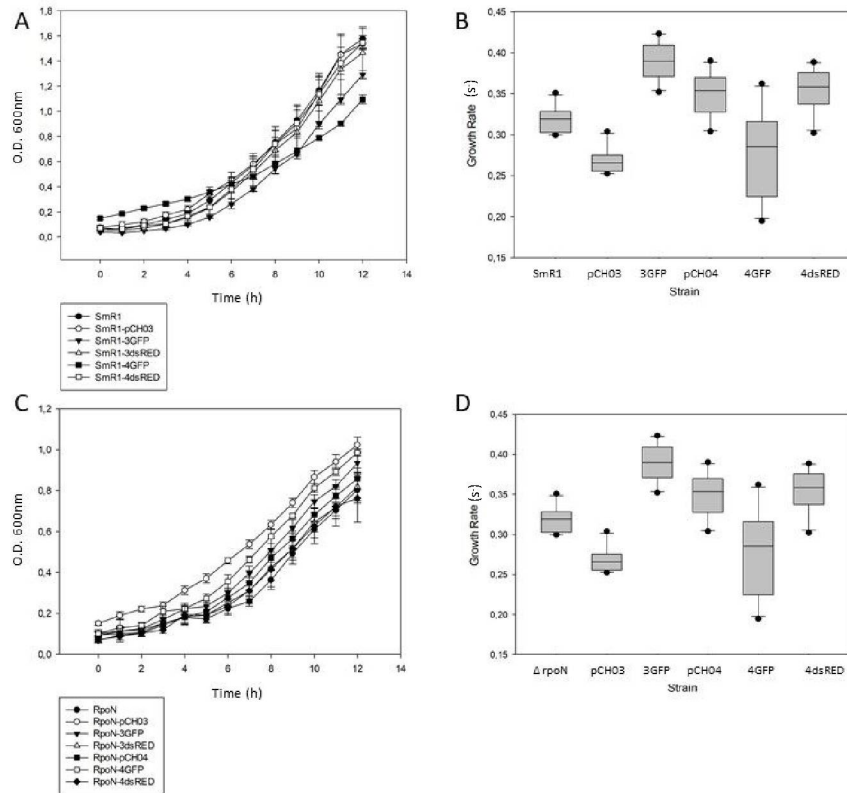 A
1,8
1,6
1,4
1,2
1,0
0,8
0,6
0,4
0,2
0,0
O.D. 600nm
0 2 4 6 8 10 12 14
Time (h)
SmR1
SmR1-pCH03
SmR1-3GFP
SmR1-3dsRED
SmR1-4GFP
SmR1-4dsRED
B
0,45
0,40
0,35
0,30
0,25
0,20
0,15
Growth Rate (s-)
SmR1 pCH03 3GFP pCH04 4GFP 4dsRED
Strain
C
1,2
1,0
0,8
0,6
0,4
0,2
0,0
O.D. 600nm
0 2 4 6 8 10 12 14
Time (h)
RpoN
RpoN-pCH03
RpoN-3GFP
RpoN-3dsRED
RpoN-pCH04
RpoN-4GFP
RpoN-4dsRED
D
0,45
0,40
0,35
0,30
0,25
0,20
0,15
Growth Rate (s-)
Δ rpoN pCH03 3GFP pCH04 4GFP 4dsRED
Strain